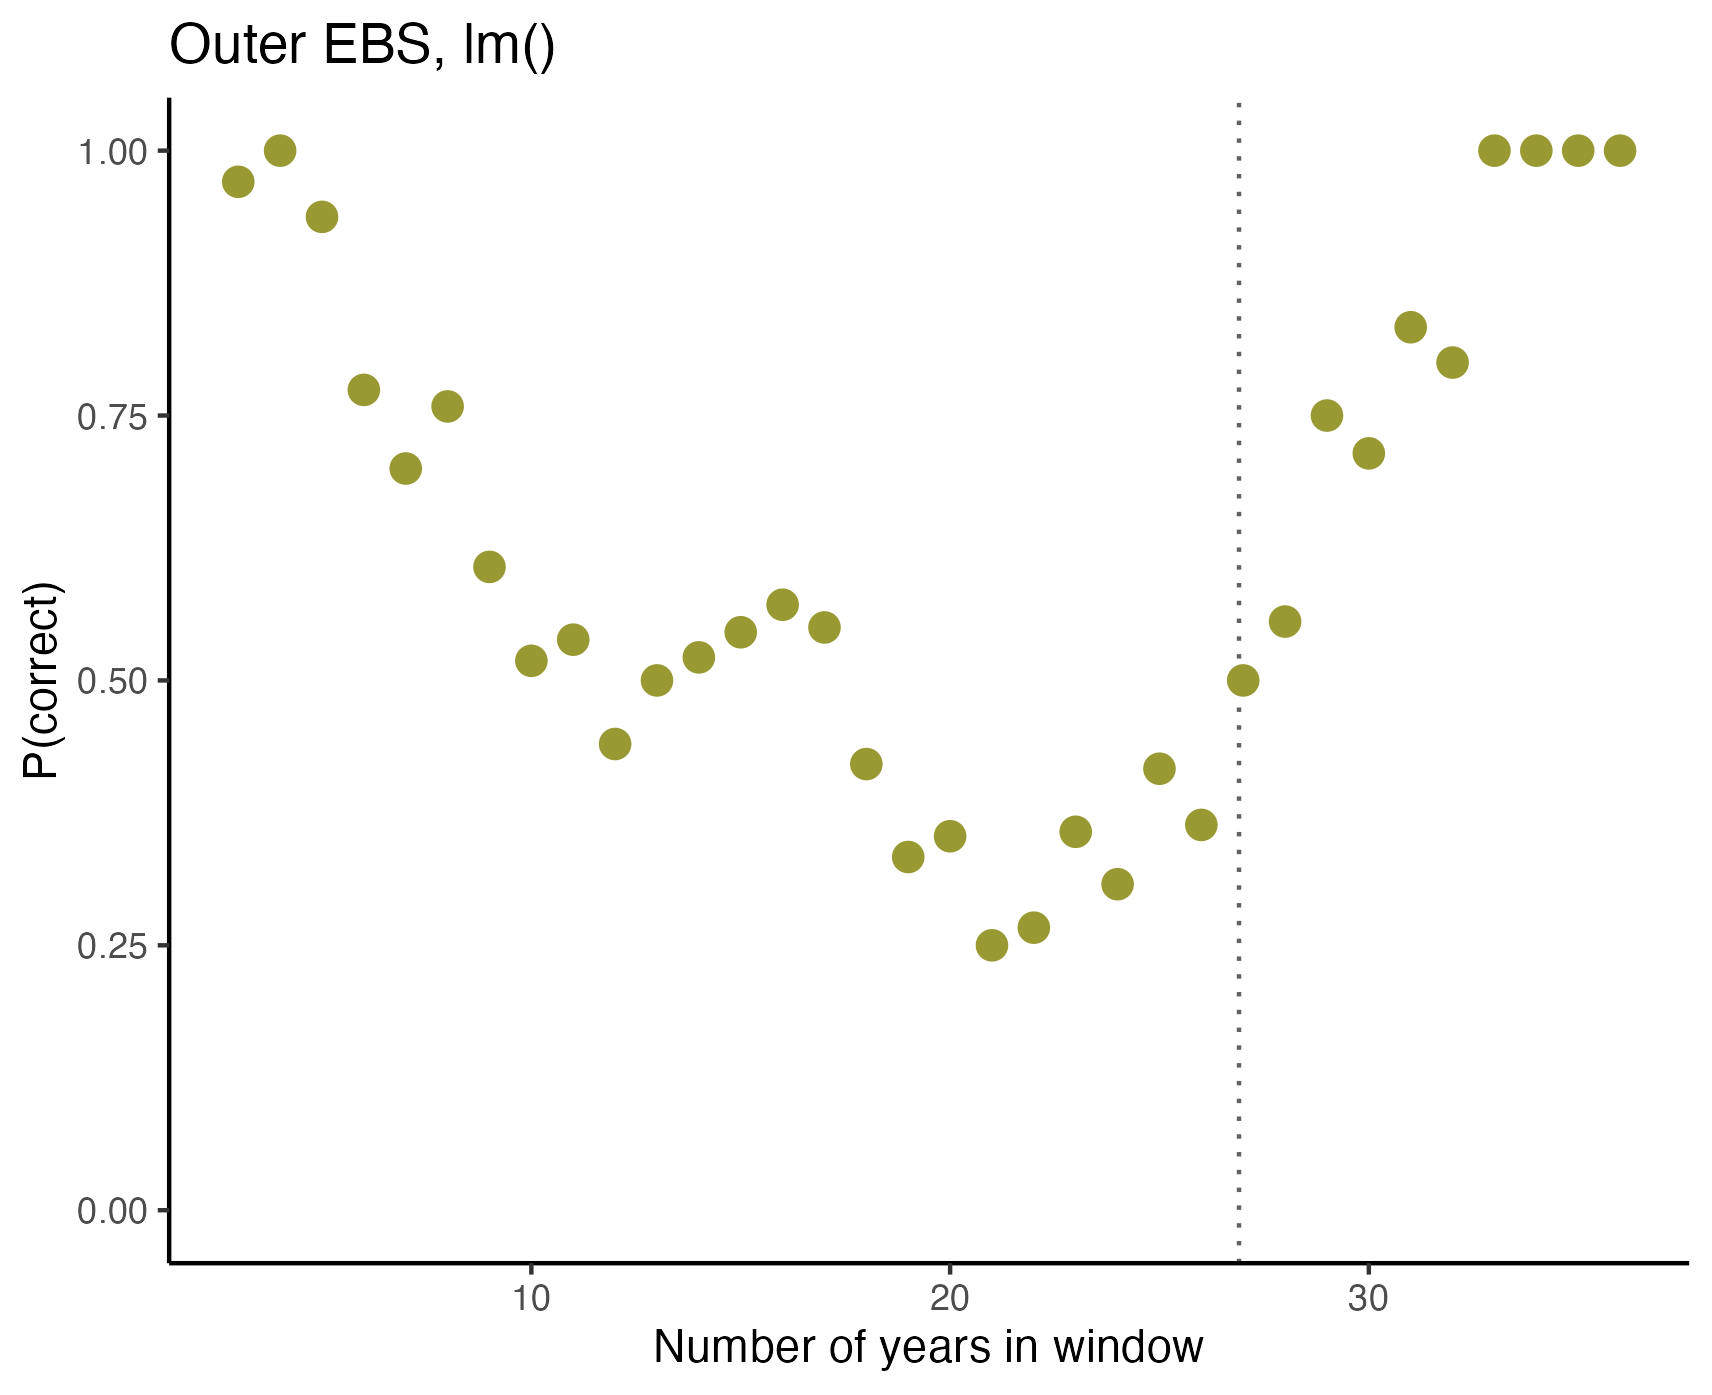 Outer EBS, lm()
1.00
0.75
0.50
0.25
0.00
P(correct)
10 20 30
Number of years in window